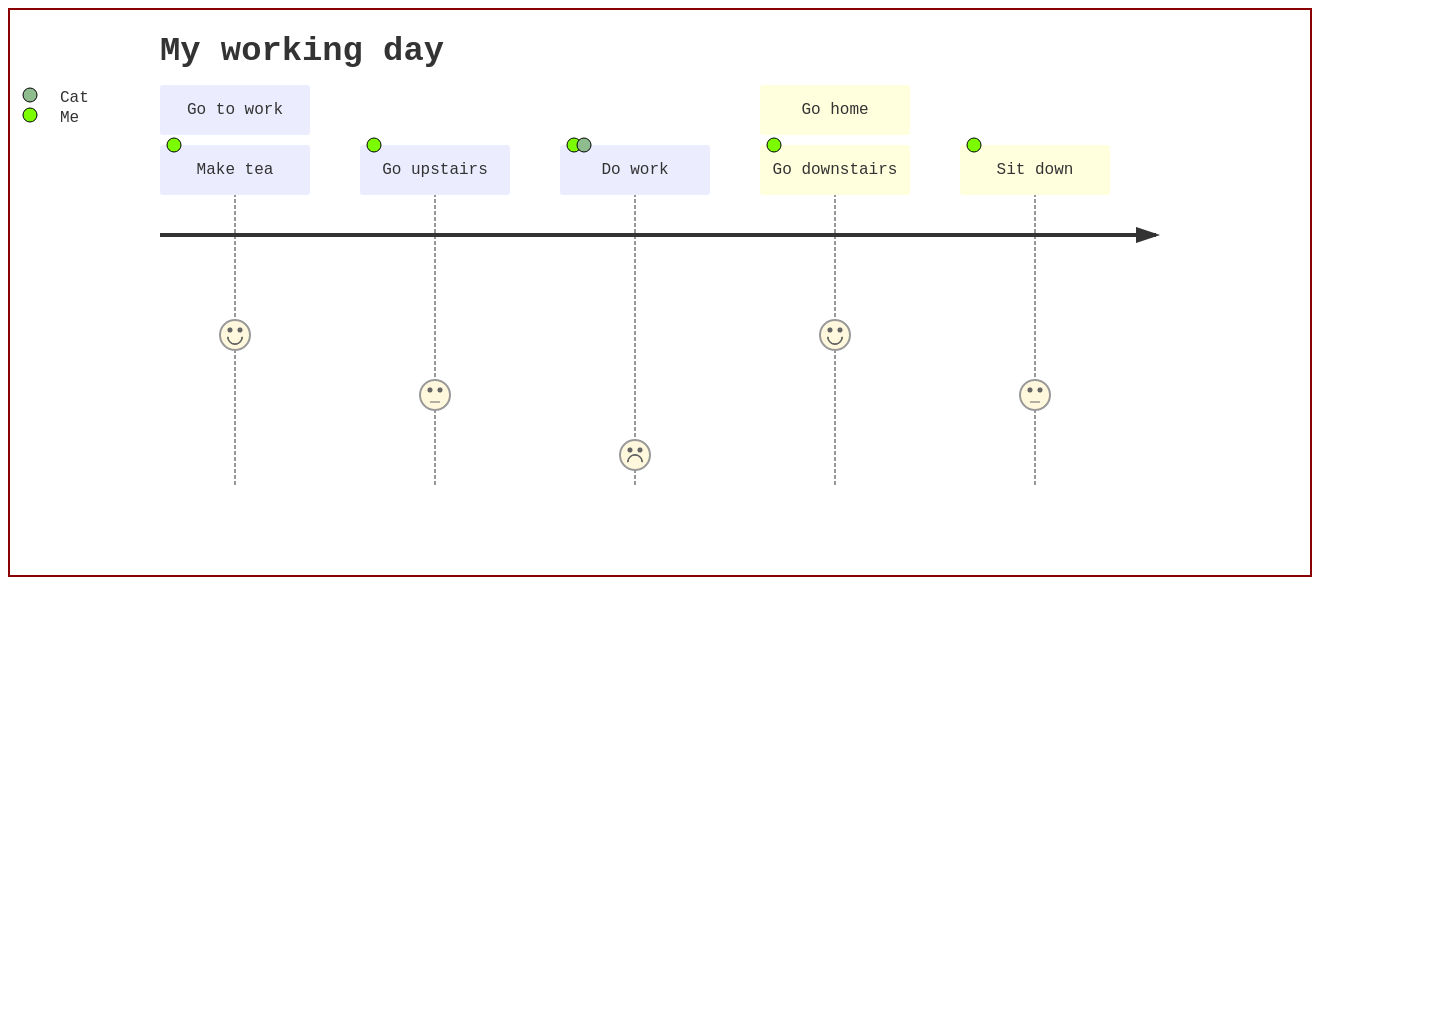 My working day
Cat
Me
Go to work
Go home
Make tea
Go upstairs
Do work
Go downstairs
Sit down